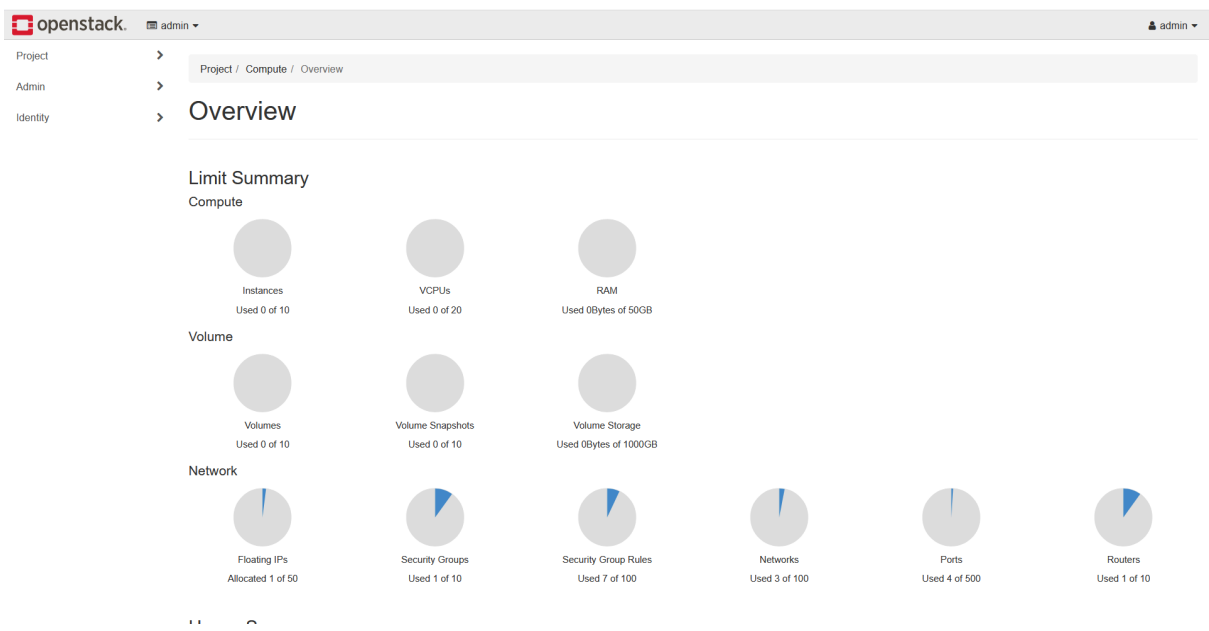 openstack. admin admin
Project
Admin
Identity
Project / Compute / Overview
Overview
Limit Summary
Compute
Instances VCPUs RAM
Used 0 of 10 Used 0 of 20 Used 0Bytes of 50GB
Volume
Volumes Volume Snapshots Volume Storage
Used 0 of 10 Used 0 of 10 Used 0Bytes of 1000GB
Network
Floating IPs Security Groups Security Group Rules Networks Ports Routers
Allocated 1 of 50 Used 1 of 10 Used 7 of 100 Used 3 of 100 Used 4 of 500 Used 1 of 10